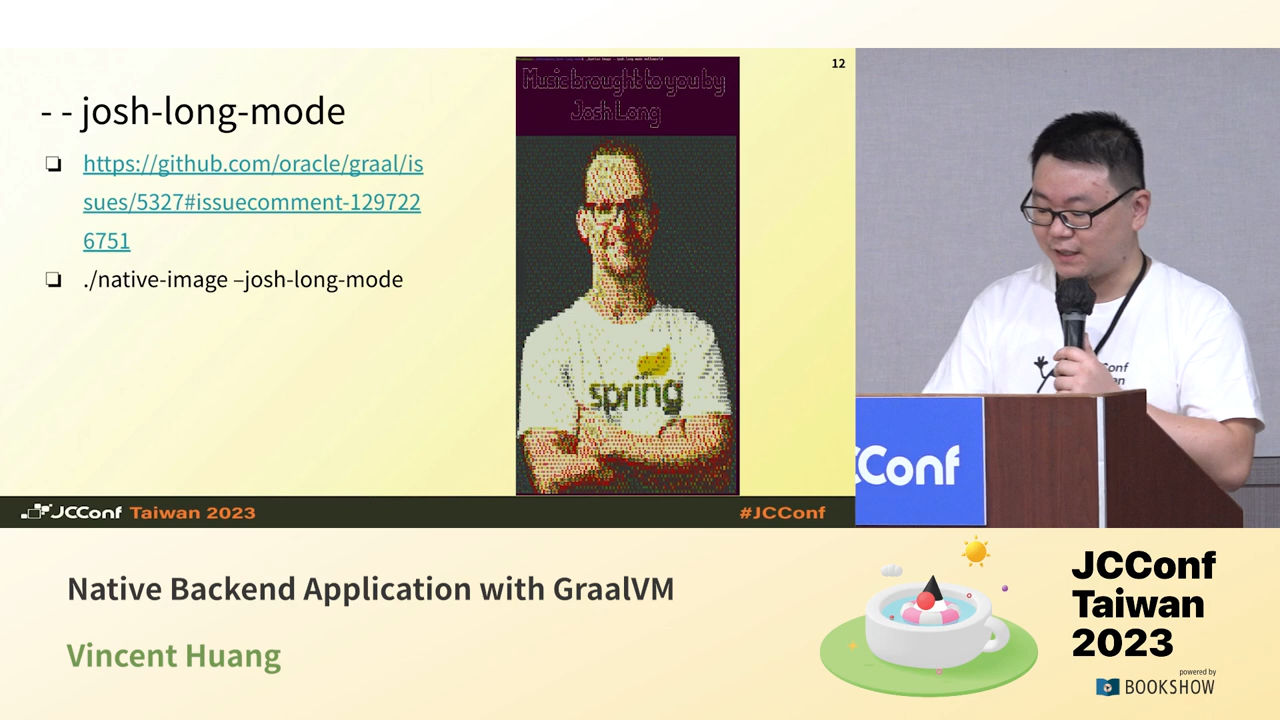 12
Music brought to you by
Josh Long
- - josh-long-mode
https://github.com/oracle/graal/is
sues/5327#issuecomment-129722
6751
./native-image –josh-long-mode
spring
JCConf Taiwan 2023
#JCConf
Conf
Native Backend Application with GraalVM
Vincent Huang
JCConf
Taiwan
2023
powered by
BOOKSHOW